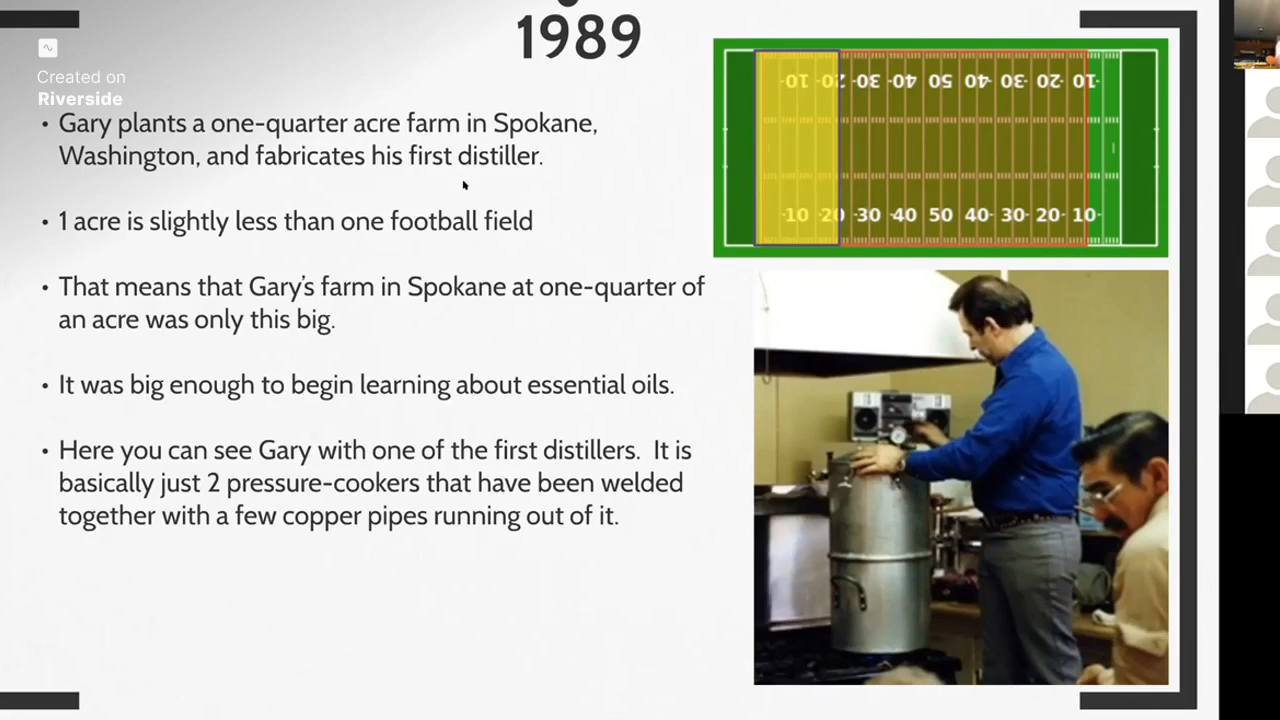 1989
Created on
Riverside
• Gary plants a one-quarter acre farm in Spokane,
Washington, and fabricates his first distiller.
• 1 acre is slightly less than one football field
• That means that Gary's farm in Spokane at one-quarter of
an acre was only this big.
• It was big enough to begin learning about essential oils.
• Here you can see Gary with one of the first distillers.  It is
basically just 2 pressure-cookers that have been welded
together with a few copper pipes running out of it.
10 20 30 40 50 40 30 20 10
10 20 30 40 50 40 30 20 10